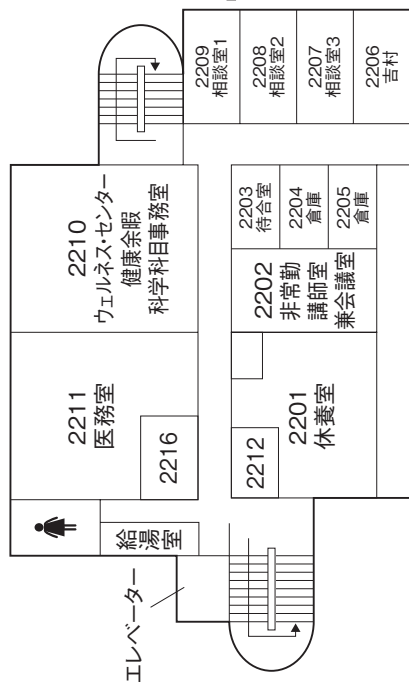 2209
相談室1
2208
相談室2
2207
相談室3
2206
吉村
2210
ウェルネス・センター
健康余暇
科学科目事務室
2203
待合室
2204
倉庫
2205
倉庫
2202
非常勤
講師室
兼会議室
2211
医務室
2216
2212
2201
休養室
給湯室
エレベーター